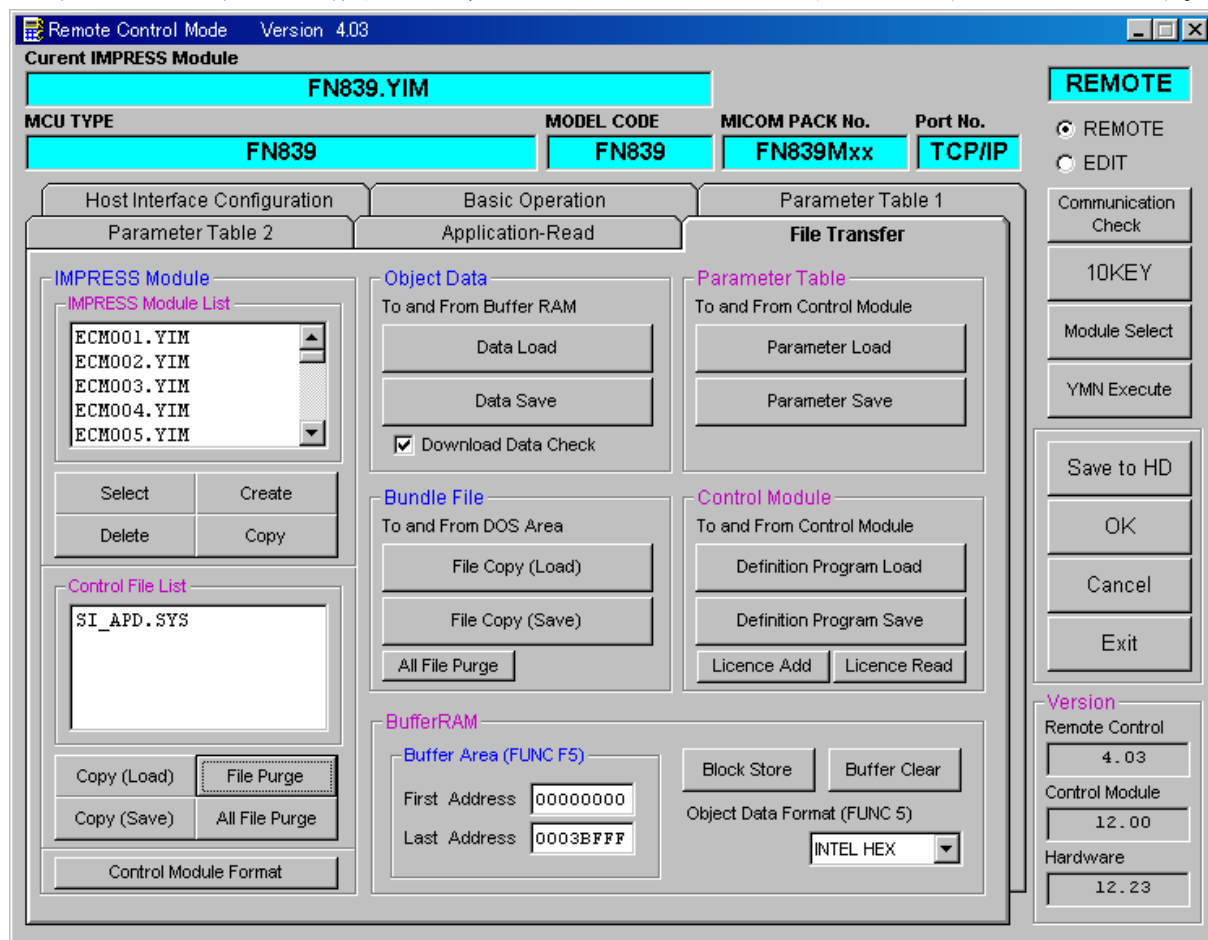 Remote Control Mode Version 4.03
Curent IMPRESS Module
FN839.YIM
REMOTE
MCU TYPE
MODEL CODE
MICOM PACK No.
Port No.
FN839
FN839
FN839Mxx
TCP/IP
REMOTE
EDIT
Host Interface Configuration
Basic Operation
Parameter Table 1
Parameter Table 2
Application-Read
File Transfer
IMPRESS Module
IMPRESS Module List
ECM001.YIM
ECM002.YIM
ECM003.YIM
ECM004.YIM
ECM005.YIM
Select
Create
Delete
Copy
Control File List
SI_APD.SYS
Copy (Load)
File Purge
Copy (Save)
All File Purge
Control Module Format
Object Data
To and From Buffer RAM
Data Load
Data Save
Download Data Check
Parameter Table
To and From Control Module
Parameter Load
Parameter Save
Bundle File
To and From DOS Area
File Copy (Load)
File Copy (Save)
All File Purge
Control Module
To and From Control Module
Definition Program Load
Definition Program Save
Licence Add
Licence Read
BufferRAM
Buffer Area (FUNC F5)
First Address 00000000
Last Address 0003BFFF
Block Store
Buffer Clear
Object Data Format (FUNC 5)
INTEL HEX
Communication
Check
10KEY
Module Select
YMN Execute
Save to HD
OK
Cancel
Exit
Version
Remote Control
4.03
Control Module
12.00
Hardware
12.23